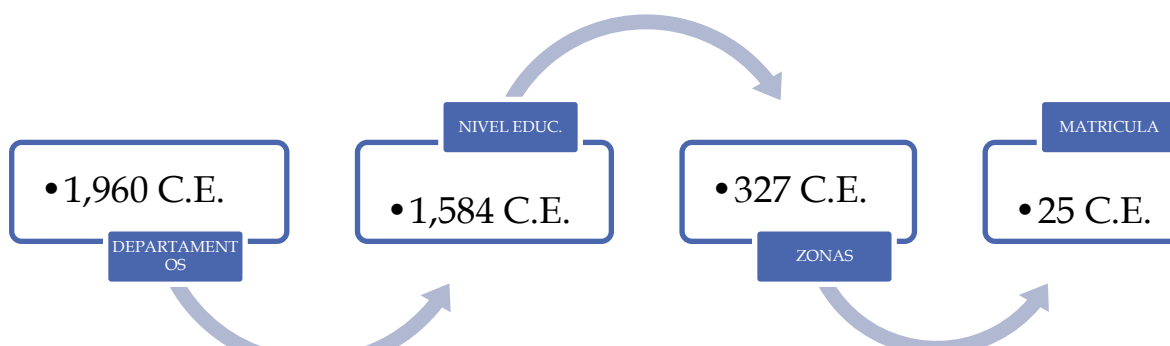 •1,960 C.E.
DEPARTAMENT
OS
NIVEL EDUC.
•1,584 C.E.
•327 C.E.
ZONAS
MATRICULA
•25 C.E.